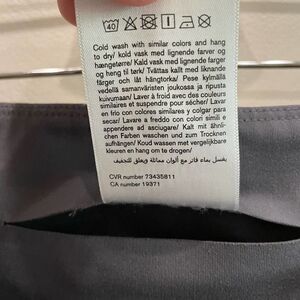 40
Cold wash with similar colors and hang
to dry/ kold vask med lignende farver og
hængetørre/ Kald vask med lignende farger
og heng til tørk/ Tvättas kallt med liknande
färger och låt hängtorka/ Pese kylmällä
vedellä samanväristen joukossa ja ripusta
kuivumaan/ Laver à froid avec des couleurs
similaires et suspendre pour sécher/ Lavar
a frío con colores similares y colgar para
secar/ Lavare a freddo con colori simili e
appendere ad asciugare/ Kalt mit ähnli-
chen Farben waschen und zum Trocknen
aufhängen/ Koud wassen met vergelijkbare
kleuren en hang om te drogen/
يغسل بماء فاتر مع ألوان مماثلة ويعلق للتجفيف
CVR number 73435811
CA number 19371